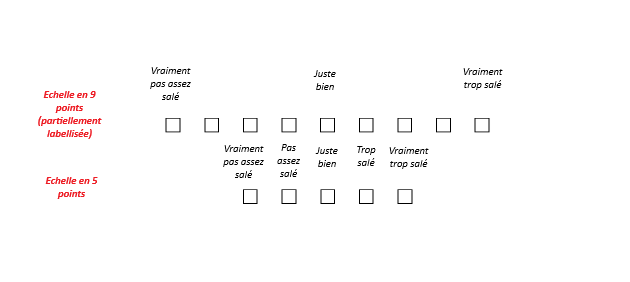 Vraiment
pas assez
salé
Juste
bien
Vraiment
trop salé
Echelle en 9
points
(partiellement
labellisée)
Vraiment
pas assez
salé
Pas
assez
salé
Juste
bien
Trop
salé
Vraiment
trop salé
Echelle en 5
points